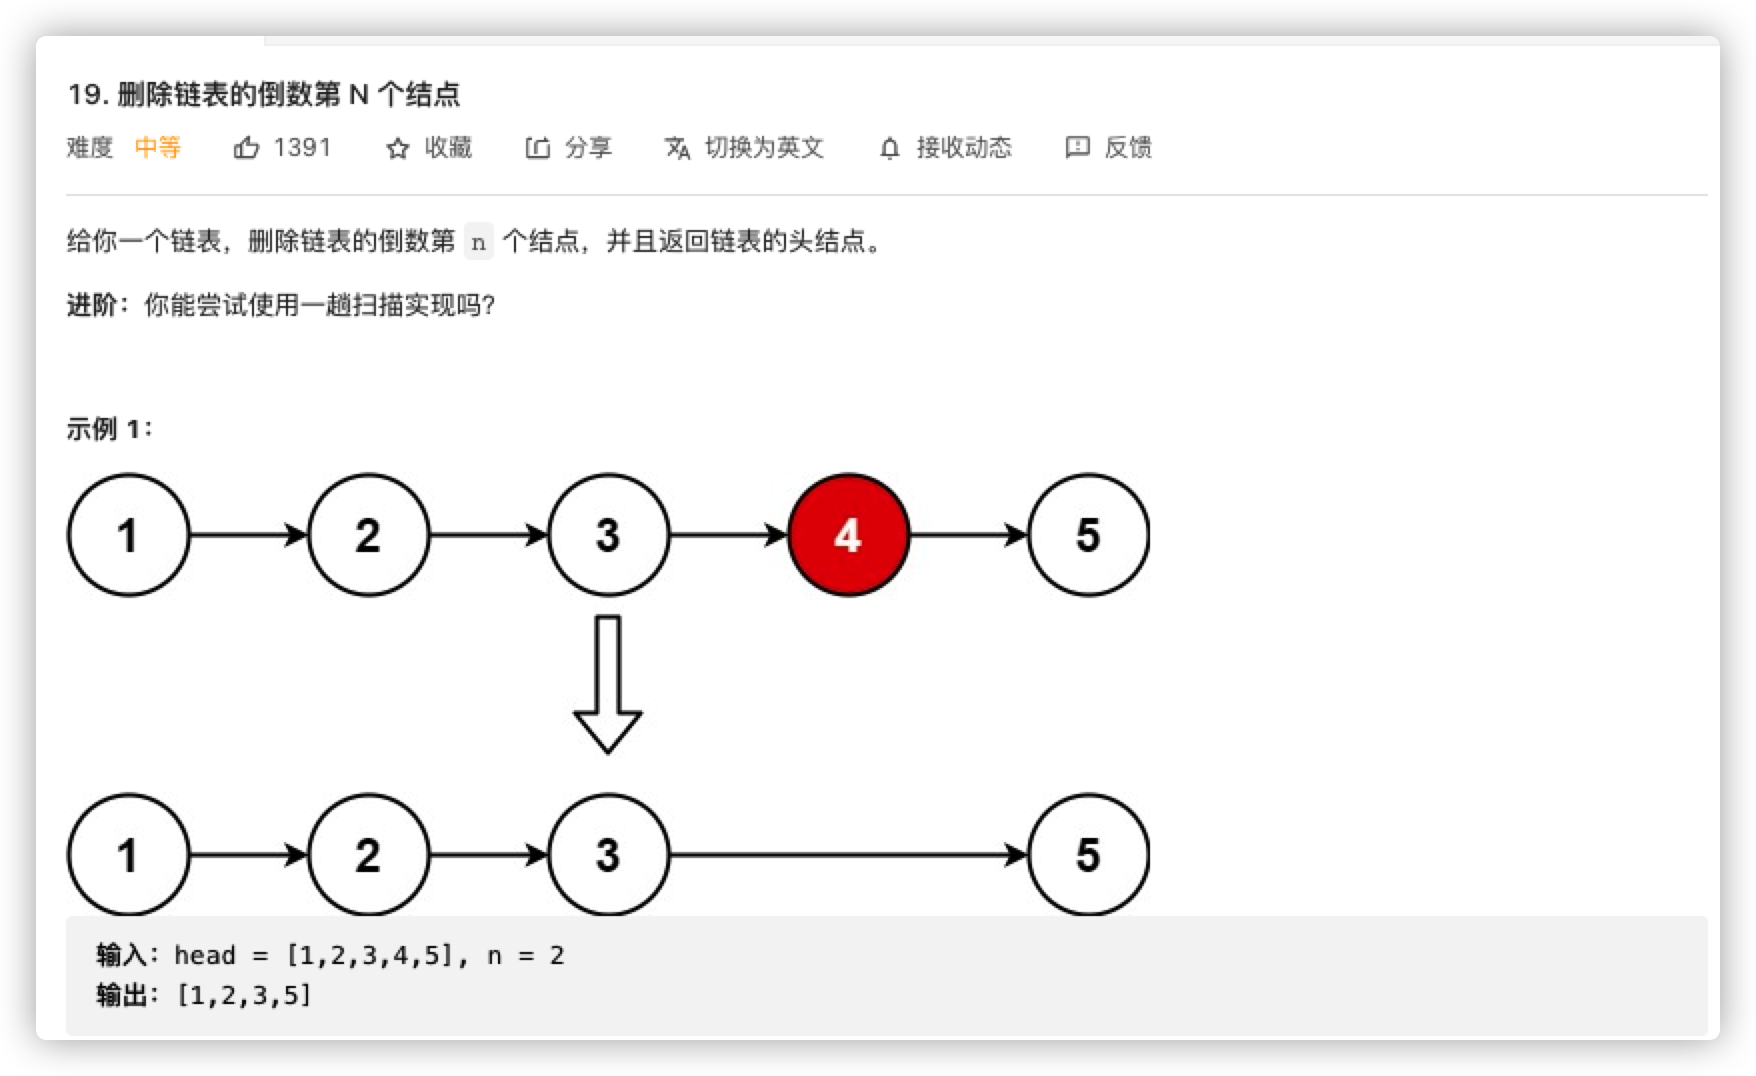 19. 删除链表的倒数第 N 个结点
难度 中等 1391 收藏 分享 切换为英文 接收动态 反馈
给你一个链表，删除链表的倒数第 n 个结点，并且返回链表的头结点。
进阶：你能尝试使用一趟扫描实现吗？
示例 1：
1 2 3 4 5
1 2 3 5
输入：head = [1,2,3,4,5], n = 2
输出：[1,2,3,5]